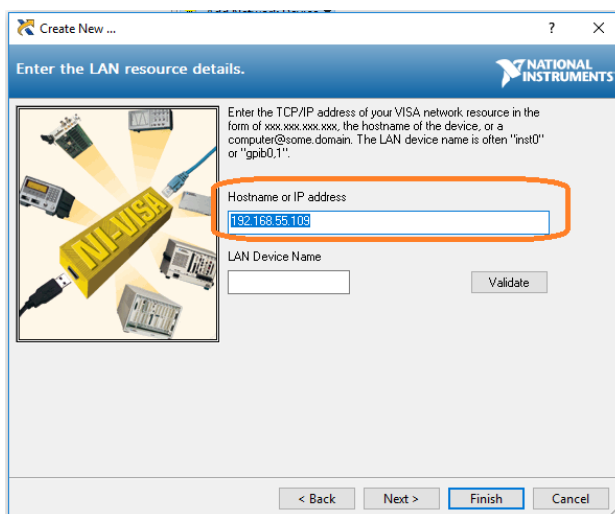 Create New ...
Enter the LAN resource details.
NATIONAL
INSTRUMENTS
Enter the TCP/IP address of your VISA network resource in the
form of xxx.xxx.xxx.xxx, the hostname of the device, or a
computer@some.domain. The LAN device name is often "inst0"
or "gpib0,1".
NI-VISA
Hostname or IP address
192.168.55.109
LAN Device Name
Validate
< Back
Next >
Finish
Cancel